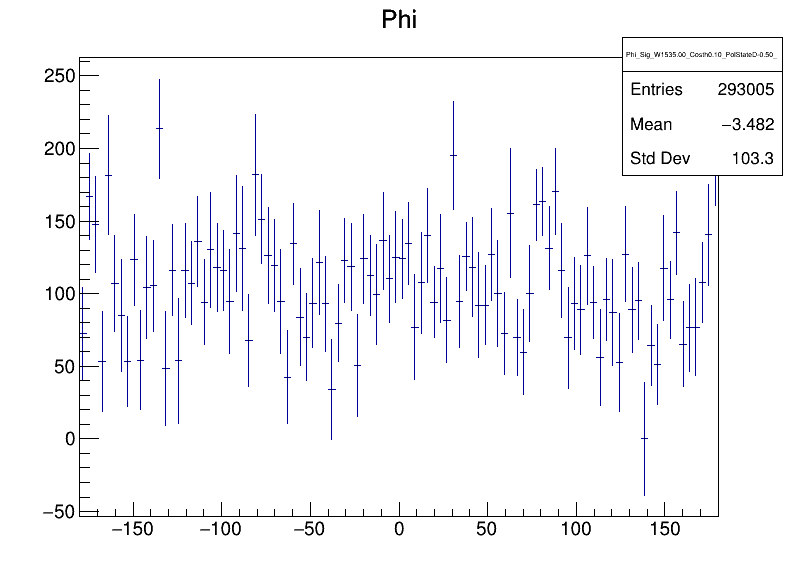 Phi
Phi_Sig_W1535.00_Costh0.10_PolStateD-0.50_
Entries 293005
Mean −3.482
Std Dev 103.3
250
200
150
100
50
0
−50
−150 −100 −50 0 50 100 150